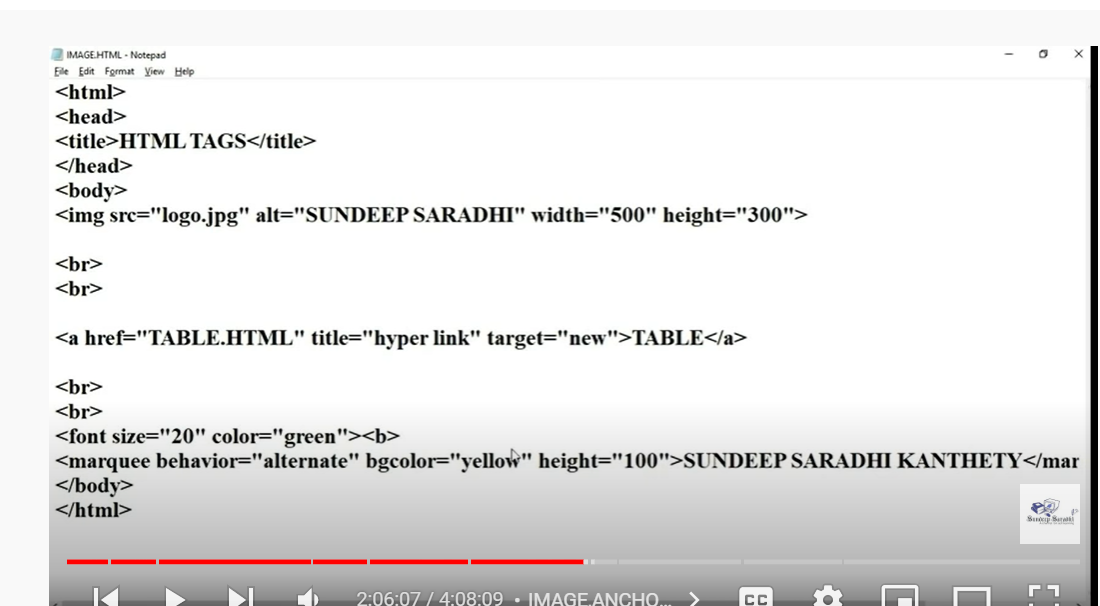 IMAGE.HTML - Notepad
File Edit Format View Help
<html>
<head>
<title>HTML TAGS</title>
</head>
<body>
<img src="logo.jpg" alt="SUNDEEP SARADHI" width="500" height="300">
<br>
<br>
<a href="TABLE.HTML" title="hyper link" target="new">TABLE</a>
<br>
<br>
<font size="20" color="green"><b>
<marquee behavior="alternate" bgcolor="yellow" height="100">SUNDEEP SARADHI KANTHETY</mar
</body>
</html>
Sundeep Saradhi
2:06:07 / 4:08:09 • IMAGE,ANCHO...
CC